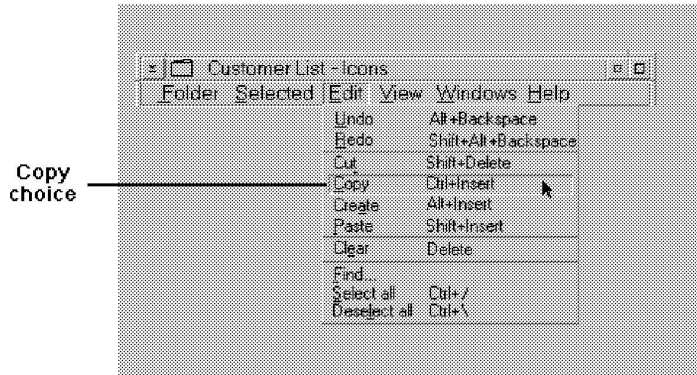 Customer List - Icons
Folder Selected Edit View Windows Help
Undo Alt+Backspace
Redo Shift+Alt+Backspace
Cut Shift+Delete
Copy
choice
Copy Ctrl+Insert
Create Alt+Insert
Paste Shift+Insert
Clear Delete
Find...
Select all Ctrl+/
Deselect all Ctrl+\